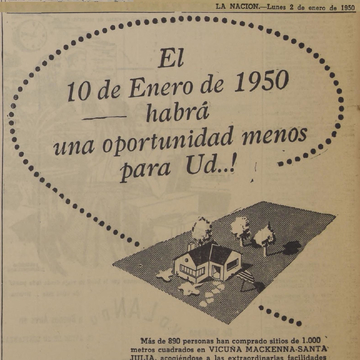 LA NACION.—Lunes 2 de enero de 1950
El
10 de Enero de 1950
habrá
una oportunidad menos
para Ud..!
Más de 890 personas han comprado sitios de 1.000
metros cuadrados en VICUÑA MACKENNA-SANTA
JULIA, acogiéndose a las extraordinarias facilidades